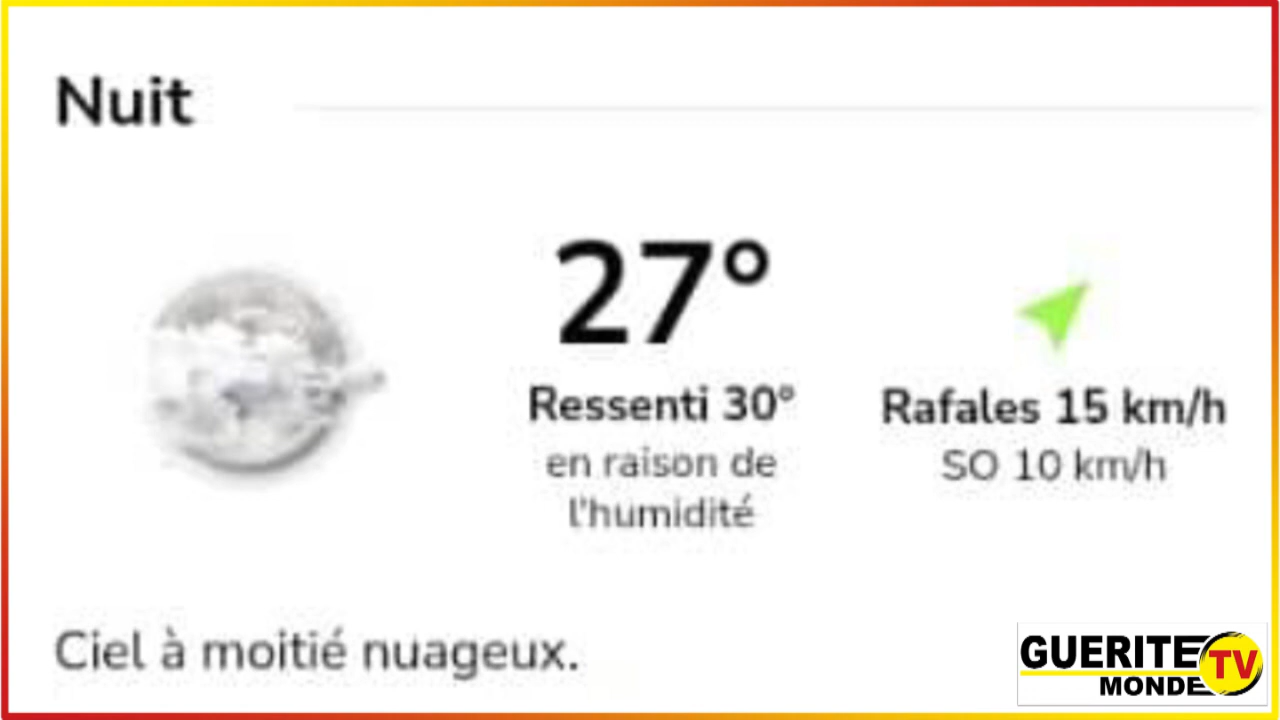 Nuit
27°
Ressenti 30°
en raison de
l'humidité
Rafales 15 km/h
SO 10 km/h
Ciel à moitié nuageux.
GUERITE TV
MONDE